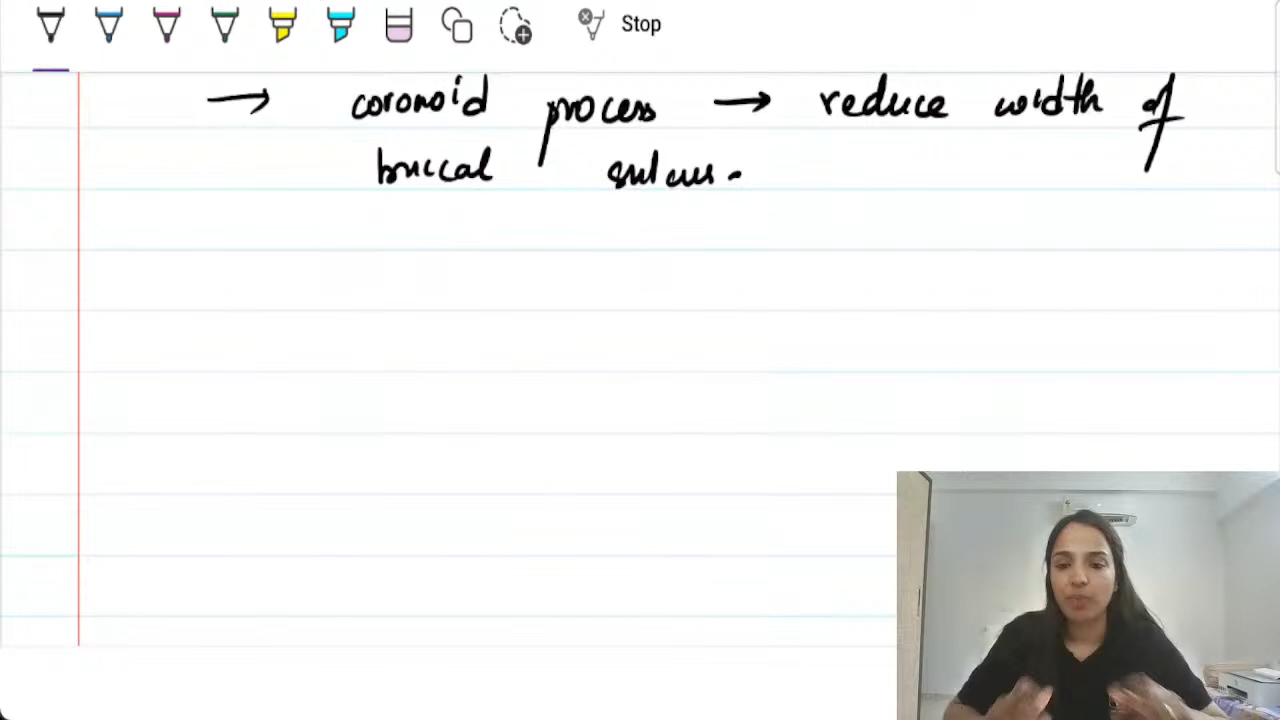 Stop
→ coronoid process → reduce width of
buccal sulcus.